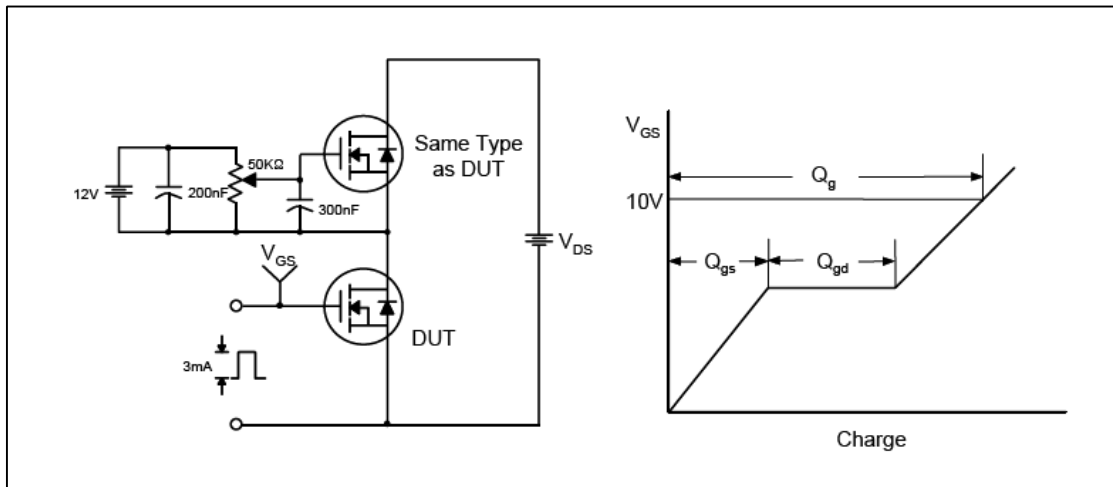 12V
200nF
50KΩ
300nF
Same Type
as DUT
V_DS
V_GS
DUT
3mA
V_GS
10V
Q_g
Q_gs
Q_gd
Charge